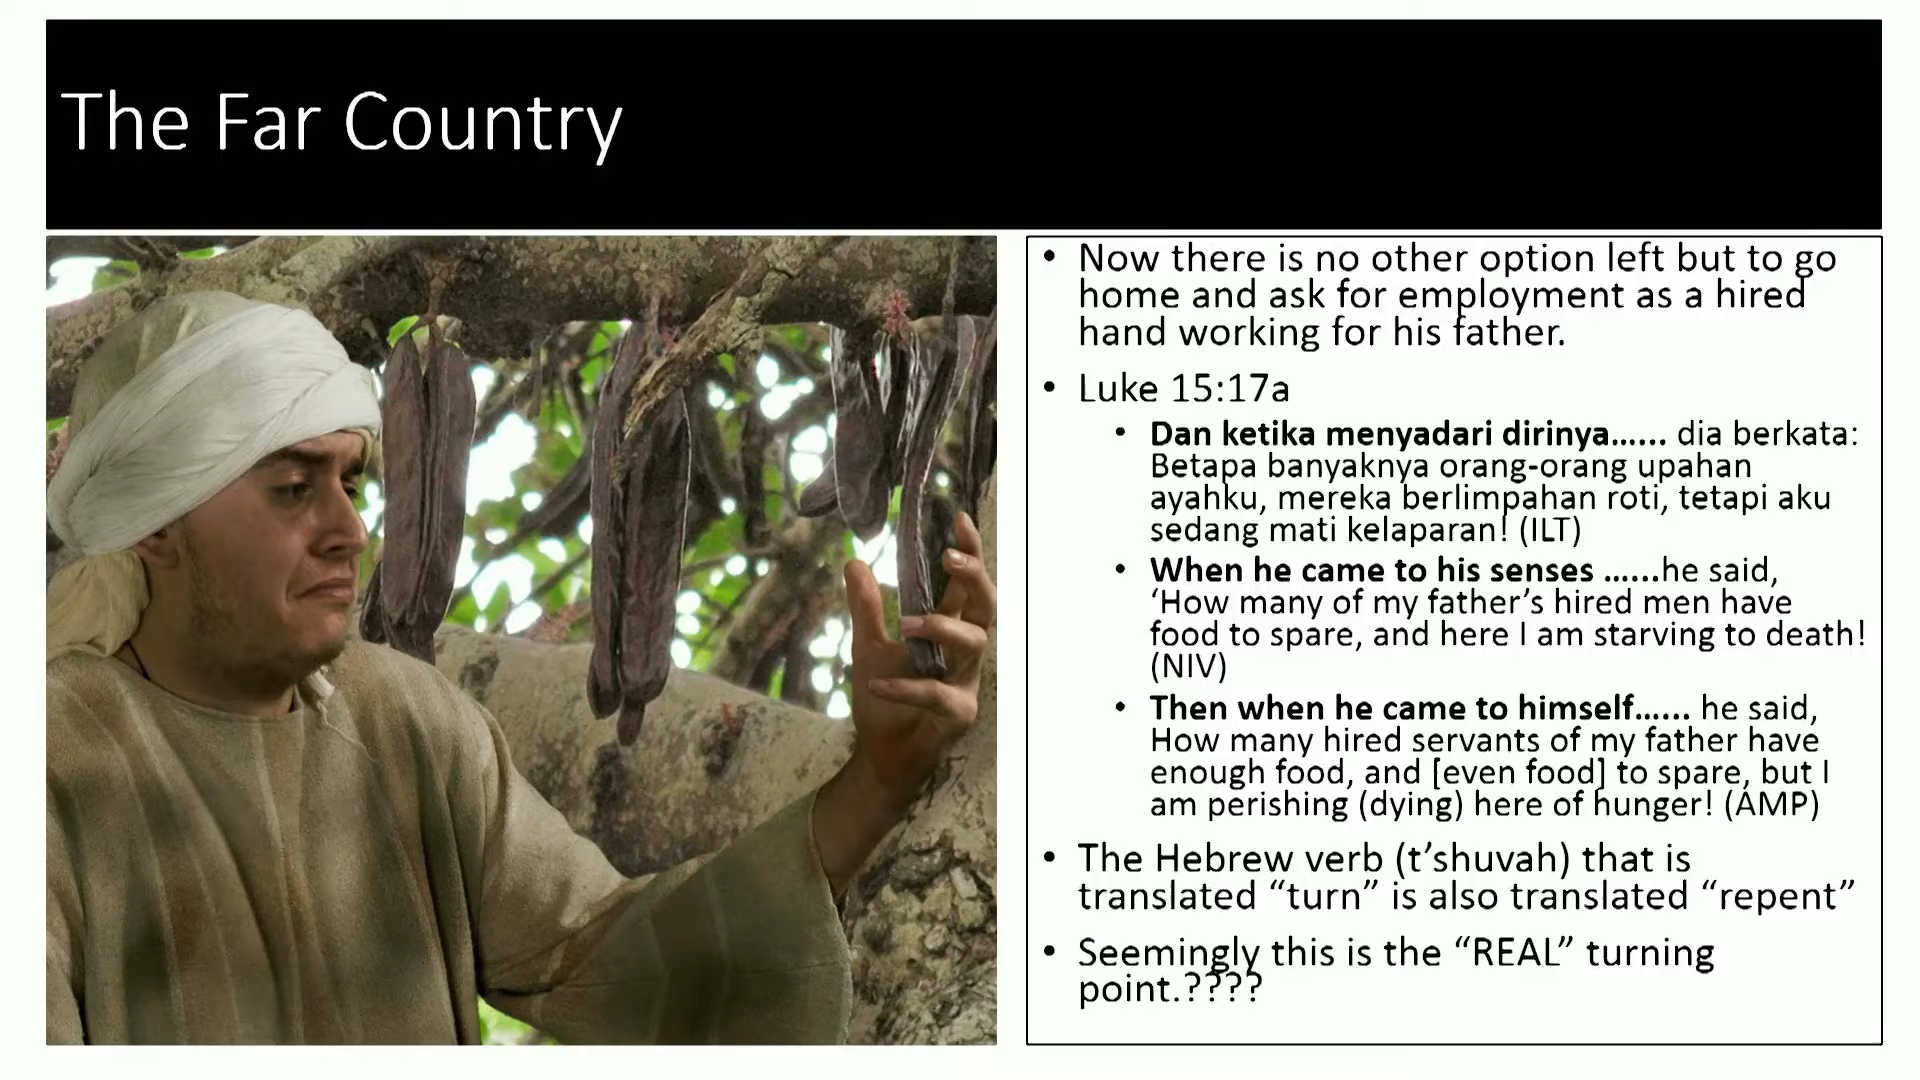 The Far Country
• Now there is no other option left but to go
home and ask for employment as a hired
hand working for his father.
• Luke 15:17a
• Dan ketika menyadari dirinya...... dia berkata:
Betapa banyaknya orang-orang upahan
ayahku, mereka berlimpahan roti, tetapi aku
sedang mati kelaparan! (ILT)
• When he came to his senses ......he said,
‘How many of my father’s hired men have
food to spare, and here I am starving to death!
(NIV)
• Then when he came to himself...... he said,
How many hired servants of my father have
enough food, and [even food] to spare, but I
am perishing (dying) here of hunger! (AMP)
• The Hebrew verb (t’shuvah) that is
translated “turn” is also translated “repent”
• Seemingly this is the “REAL” turning
point.????